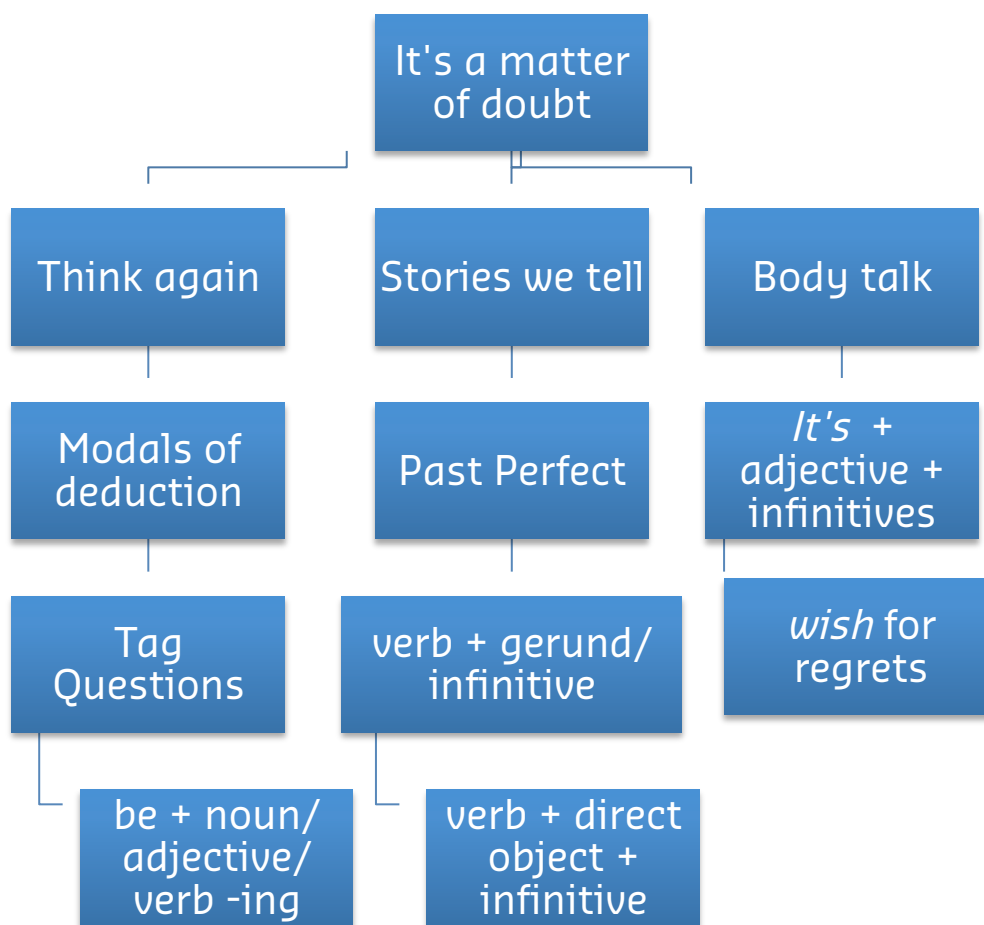 It's a matter
of doubt
Think again
Stories we tell
Body talk
Modals of
deduction
Past Perfect
It's +
adjective +
infinitives
Tag
Questions
verb + gerund/
infinitive
wish for
regrets
be + noun/
adjective/
verb -ing
verb + direct
object +
infinitive